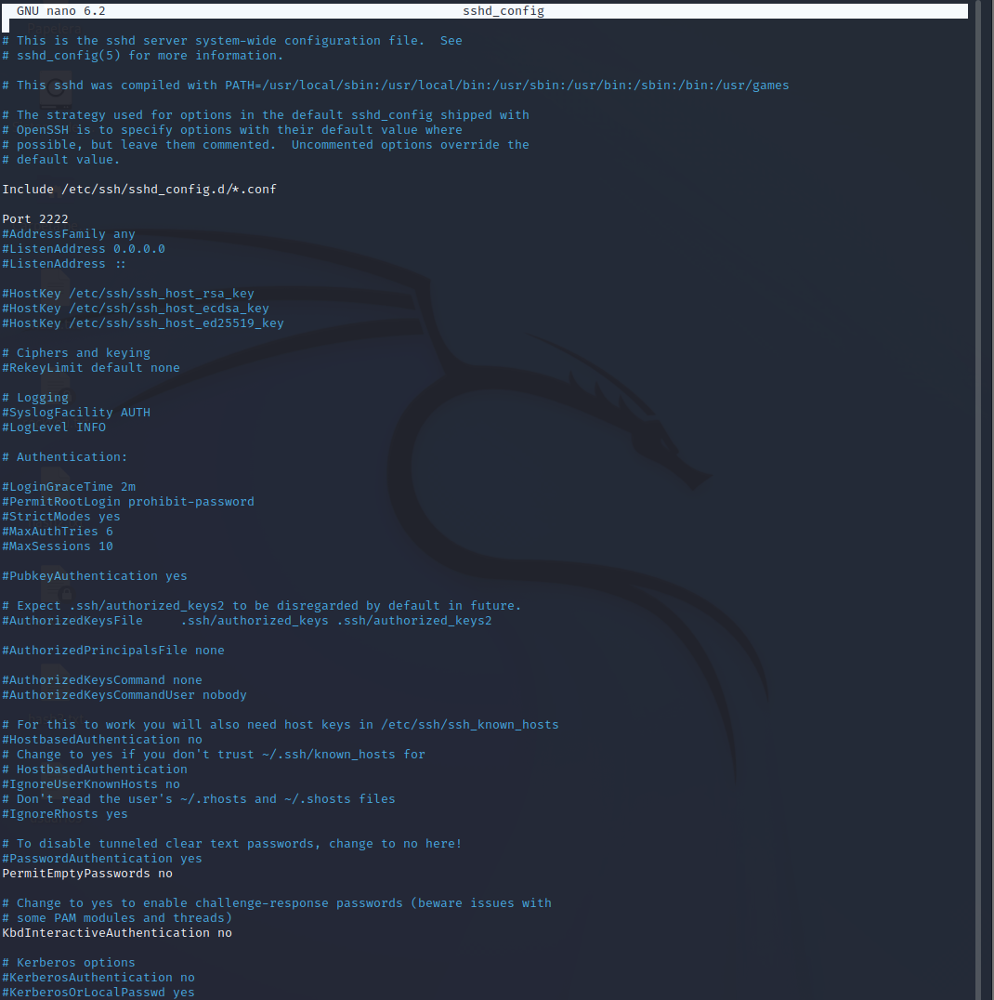 GNU nano 6.2 sshd_config
# This is the sshd server system-wide configuration file.  See
# sshd_config(5) for more information.
# This sshd was compiled with PATH=/usr/local/sbin:/usr/local/bin:/usr/sbin:/usr/bin:/sbin:/bin:/usr/games
# The strategy used for options in the default sshd_config shipped with
# OpenSSH is to specify options with their default value where
# possible, but leave them commented.  Uncommented options override the
# default value.
Include /etc/ssh/sshd_config.d/*.conf
Port 2222
#AddressFamily any
#ListenAddress 0.0.0.0
#ListenAddress ::
#HostKey /etc/ssh/ssh_host_rsa_key
#HostKey /etc/ssh/ssh_host_ecdsa_key
#HostKey /etc/ssh/ssh_host_ed25519_key
# Ciphers and keying
#RekeyLimit default none
# Logging
#SyslogFacility AUTH
#LogLevel INFO
# Authentication:
#LoginGraceTime 2m
#PermitRootLogin prohibit-password
#StrictModes yes
#MaxAuthTries 6
#MaxSessions 10
#PubkeyAuthentication yes
# Expect .ssh/authorized_keys2 to be disregarded by default in future.
#AuthorizedKeysFile     .ssh/authorized_keys .ssh/authorized_keys2
#AuthorizedPrincipalsFile none
#AuthorizedKeysCommand none
#AuthorizedKeysCommandUser nobody
# For this to work you will also need host keys in /etc/ssh/ssh_known_hosts
#HostbasedAuthentication no
# Change to yes if you don't trust ~/.ssh/known_hosts for
# HostbasedAuthentication
#IgnoreUserKnownHosts no
# Don't read the user's ~/.rhosts and ~/.shosts files
#IgnoreRhosts yes
# To disable tunneled clear text passwords, change to no here!
#PasswordAuthentication yes
PermitEmptyPasswords no
# Change to yes to enable challenge-response passwords (beware issues with
# some PAM modules and threads)
KbdInteractiveAuthentication no
# Kerberos options
#KerberosAuthentication no
#KerberosOrLocalPasswd yes